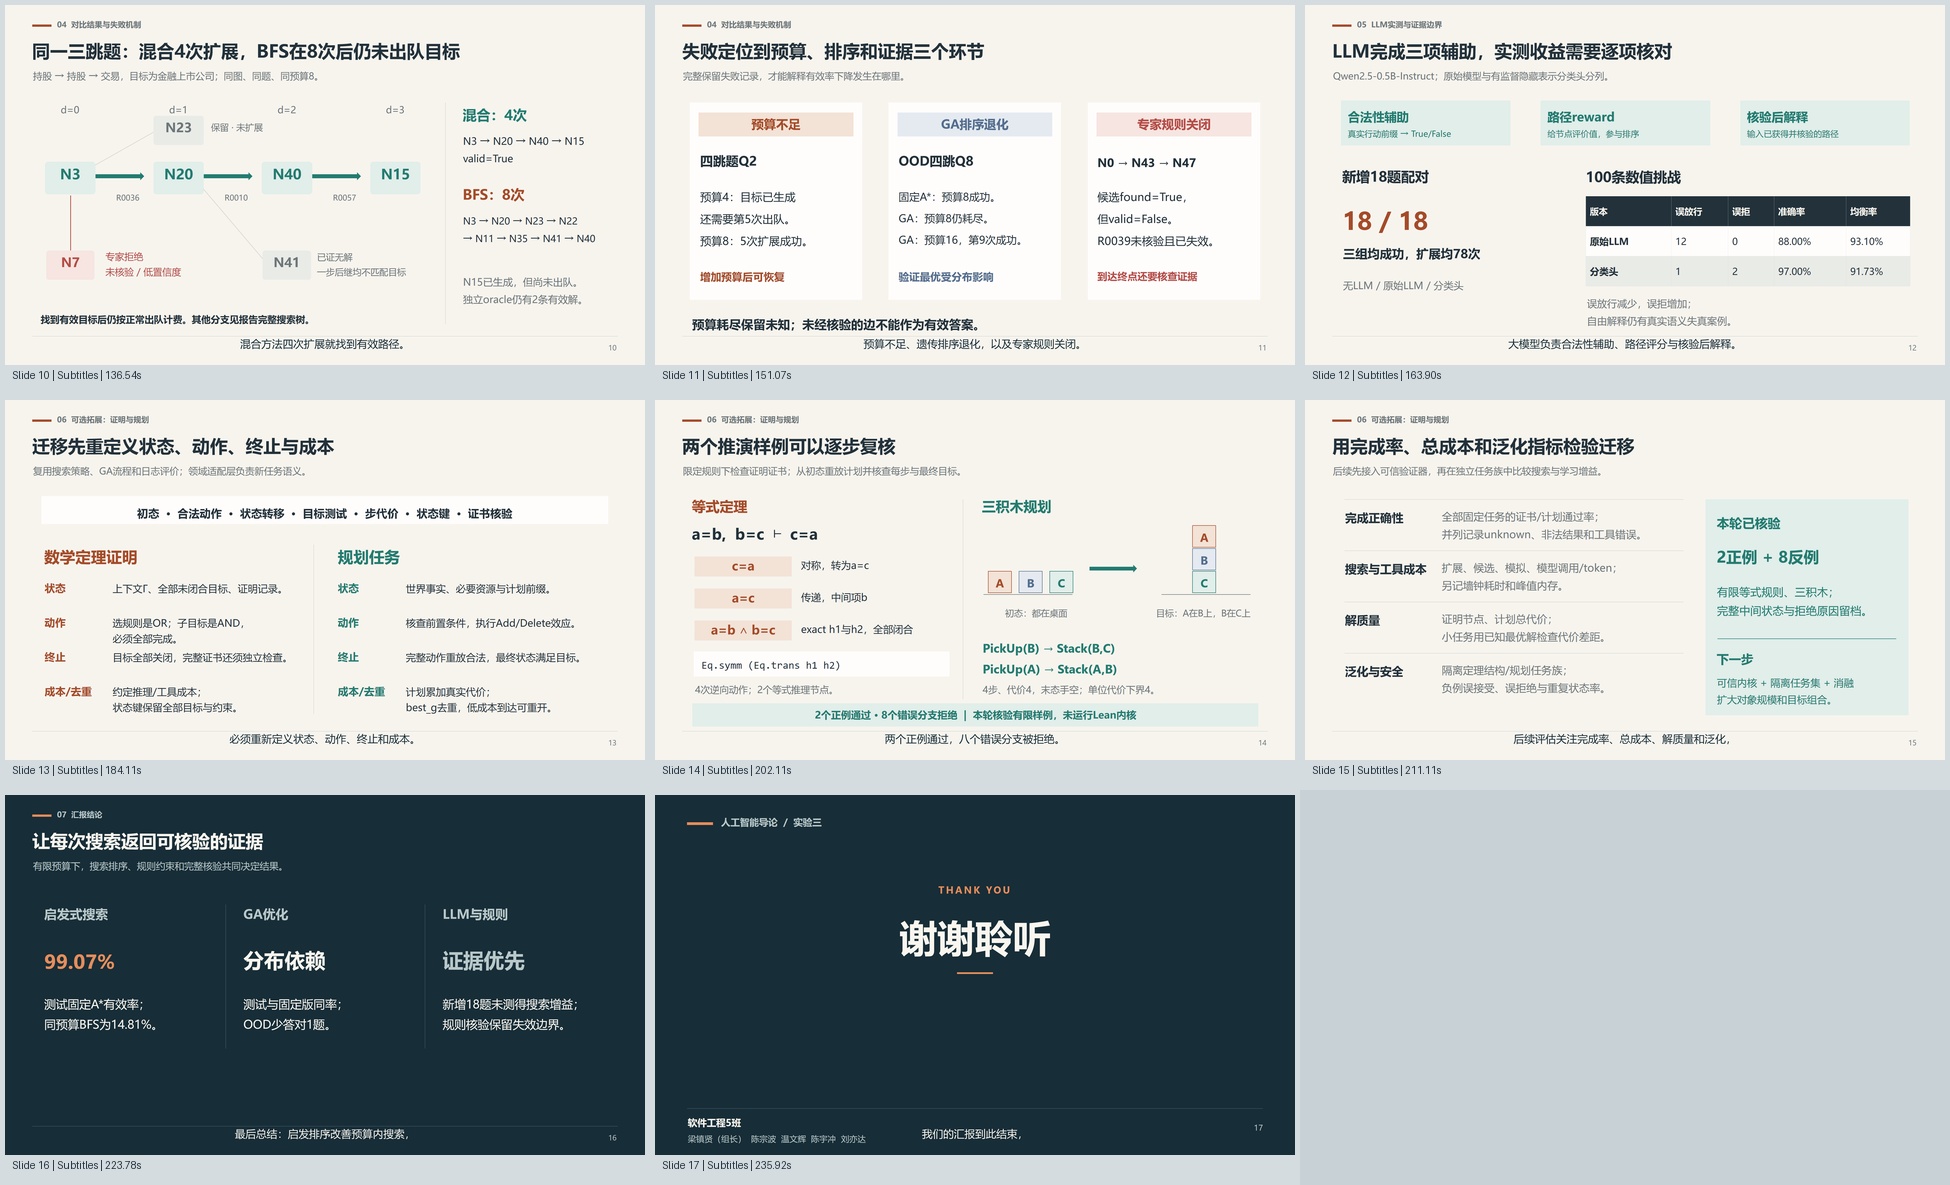 04 对比结果与失败机制
同一三跳题：混合4次扩展，BFS在8次后仍未出队目标
持股 → 持股 → 交易，目标为金融上市公司；同图、同题、同预算8。
d=0 d=1 d=2 d=3
N23 保留 · 未扩展
N3 N20 N40 N15
R0036 R0010 R0057
N7 专家拒绝
未核验 / 低置信度
N41 已证无解
一步后继均不匹配目标
混合：4次
N3 → N20 → N40 → N15
valid=True
BFS：8次
N3 → N20 → N23 → N22
→ N11 → N35 → N41 → N40
N15已生成，但尚未出队。
独立oracle仍有2条有效解。
找到有效目标后仍按正常出队计费。其他分支见报告完整搜索树。
混合方法四次扩展就找到有效路径。
10
Slide 10 | Subtitles | 136.54s
04 对比结果与失败机制
失败定位到预算、排序和证据三个环节
完整保留失败记录，才能解释有效率下降发生在哪里。
预算不足
四跳题Q2
预算4：目标已生成
还需要第5次出队。
预算8：5次扩展成功。
增加预算后可恢复
GA排序退化
OOD四跳Q8
固定A*：预算8成功。
GA：预算8仍耗尽。
GA：预算16，第9次成功。
验证最优受分布影响
专家规则关闭
N0 → N43 → N47
候选found=True，
但valid=False。
R0039未核验且已失效。
到达终点还要核查证据
预算耗尽保留未知；未经核验的边不能作为有效答案。
预算不足、遗传排序退化，以及专家规则关闭。
11
Slide 11 | Subtitles | 151.07s
05 LLM实测与证据边界
LLM完成三项辅助，实测收益需要逐项核对
Qwen2.5-0.5B-Instruct；原始模型与有监督隐藏表示分类头分列。
合法性辅助
真实行动前缀 → True/False
路径reward
给节点评价值，参与排序
核验后解释
输入已获得并核验的路径
新增18题配对
18 / 18
三组均成功，扩展均78次
无LLM / 原始LLM / 分类头
100条数值挑战
版本 误放行 误拒 准确率 均衡率
原始LLM 12 0 88.00% 93.10%
分类头 1 2 97.00% 91.73%
误放行减少，误拒增加；
自由解释仍有真实语义失真案例。
大模型负责合法性辅助、路径评分与核验后解释。
12
Slide 12 | Subtitles | 163.90s
06 可选拓展：证明与规划
迁移先重定义状态、动作、终止与成本
复用搜索策略、GA流程和日志评价；领域适配层负责新任务语义。
初态 • 合法动作 • 状态转移 • 目标测试 • 步代价 • 状态键 • 证书核验
数学定理证明
状态 上下文Γ、全部未闭合目标、证明记录。
动作 选规则是OR；子目标是AND，
必须全部完成。
终止 目标全部关闭，完整证书还须独立检查。
成本/去重 约定推理/工具成本；
状态键保留全部目标与约束。
规划任务
状态 世界事实、必要资源与计划前缀。
动作 核查前置条件，执行Add/Delete效应。
终止 完整动作重放合法，最终状态满足目标。
成本/去重 计划累加真实代价；
best_g去重，低成本到达可重开。
必须重新定义状态、动作、终止和成本。
13
Slide 13 | Subtitles | 184.11s
06 可选拓展：证明与规划
两个推演样例可以逐步复核
限定规则下检查证明证书；从初态重放计划并核查每步与最终目标。
等式定理
a=b, b=c ⊢ c=a
c=a 对称，转为a=c
a=c 传递，中间项b
a=b ∧ b=c exact h1与h2，全部闭合
Eq.symm (Eq.trans h1 h2)
4次逆向动作；2个等式推理节点。
三积木规划
A B C
初态：都在桌面
A
B
C
目标：A在B上，B在C上
PickUp(B) → Stack(B,C)
PickUp(A) → Stack(A,B)
4步、代价4，末态手空；单位代价下界4。
2个正例通过 • 8个错误分支拒绝 | 本轮核验有限样例，未运行Lean内核
两个正例通过，八个错误分支被拒绝。
14
Slide 14 | Subtitles | 202.11s
06 可选拓展：证明与规划
用完成率、总成本和泛化指标检验迁移
后续先接入可信验证器，再在独立任务族中比较搜索与学习增益。
完成正确性 全部固定任务的证书/计划通过率；
并列记录unknown、非法结果和工具错误。
搜索与工具成本 扩展、候选、模拟、模型调用/token；
另记墙钟耗时和峰值内存。
解质量 证明节点、计划总代价；
小任务用已知最优解检查代价差距。
泛化与安全 隔离定理结构/规划任务族；
负例误接受、误拒绝与重复状态率。
本轮已核验
2正例 + 8反例
有限等式规则、三积木；
完整中间状态与拒绝原因留档。
下一步
可信内核 + 隔离任务集 + 消融
扩大对象规模和目标组合。
后续评估关注完成率、总成本、解质量和泛化，
15
Slide 15 | Subtitles | 211.11s
07 汇报结论
让每次搜索返回可核验的证据
有限预算下，搜索排序、规则约束和完整核验共同决定结果。
启发式搜索
99.07%
测试固定A*有效率；
同预算BFS为14.81%。
GA优化
分布依赖
测试与固定版同率；
OOD少答对1题。
LLM与规则
证据优先
新增18题未测得搜索增益；
规则核验保留失效边界。
最后总结：启发排序改善预算内搜索，
16
Slide 16 | Subtitles | 223.78s
人工智能导论 / 实验三
THANK YOU
谢谢聆听
软件工程5班
梁镇贤（组长） 陈宗波 温文辉 陈宇冲 刘亦达
我们的汇报到此结束，
17
Slide 17 | Subtitles | 235.92s